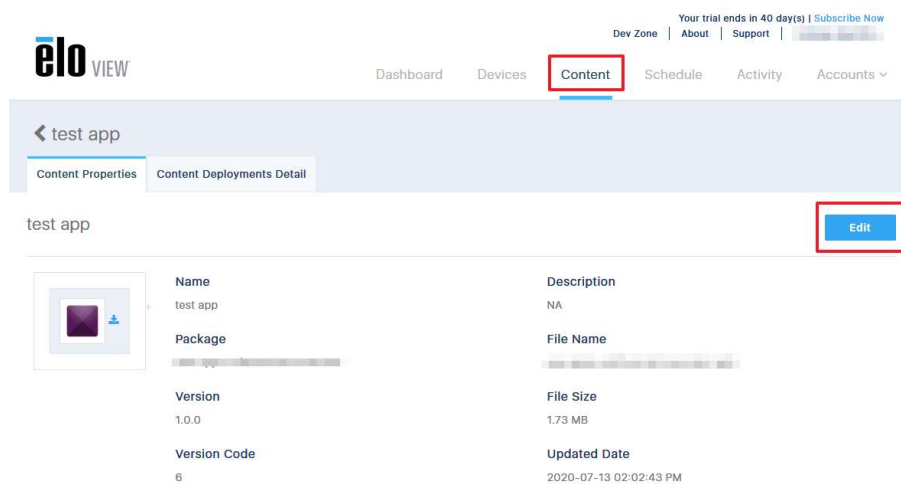 Your trial ends in 40 day(s) | Subscribe Now
Dev Zone | About | Support |
elo VIEW
Dashboard Devices Content Schedule Activity Accounts
test app
Content Properties Content Deployments Detail
test app
Edit
Name Description
test app NA
Package File Name
Version File Size
1.0.0 1.73 MB
Version Code Updated Date
6 2020-07-13 02:02:43 PM